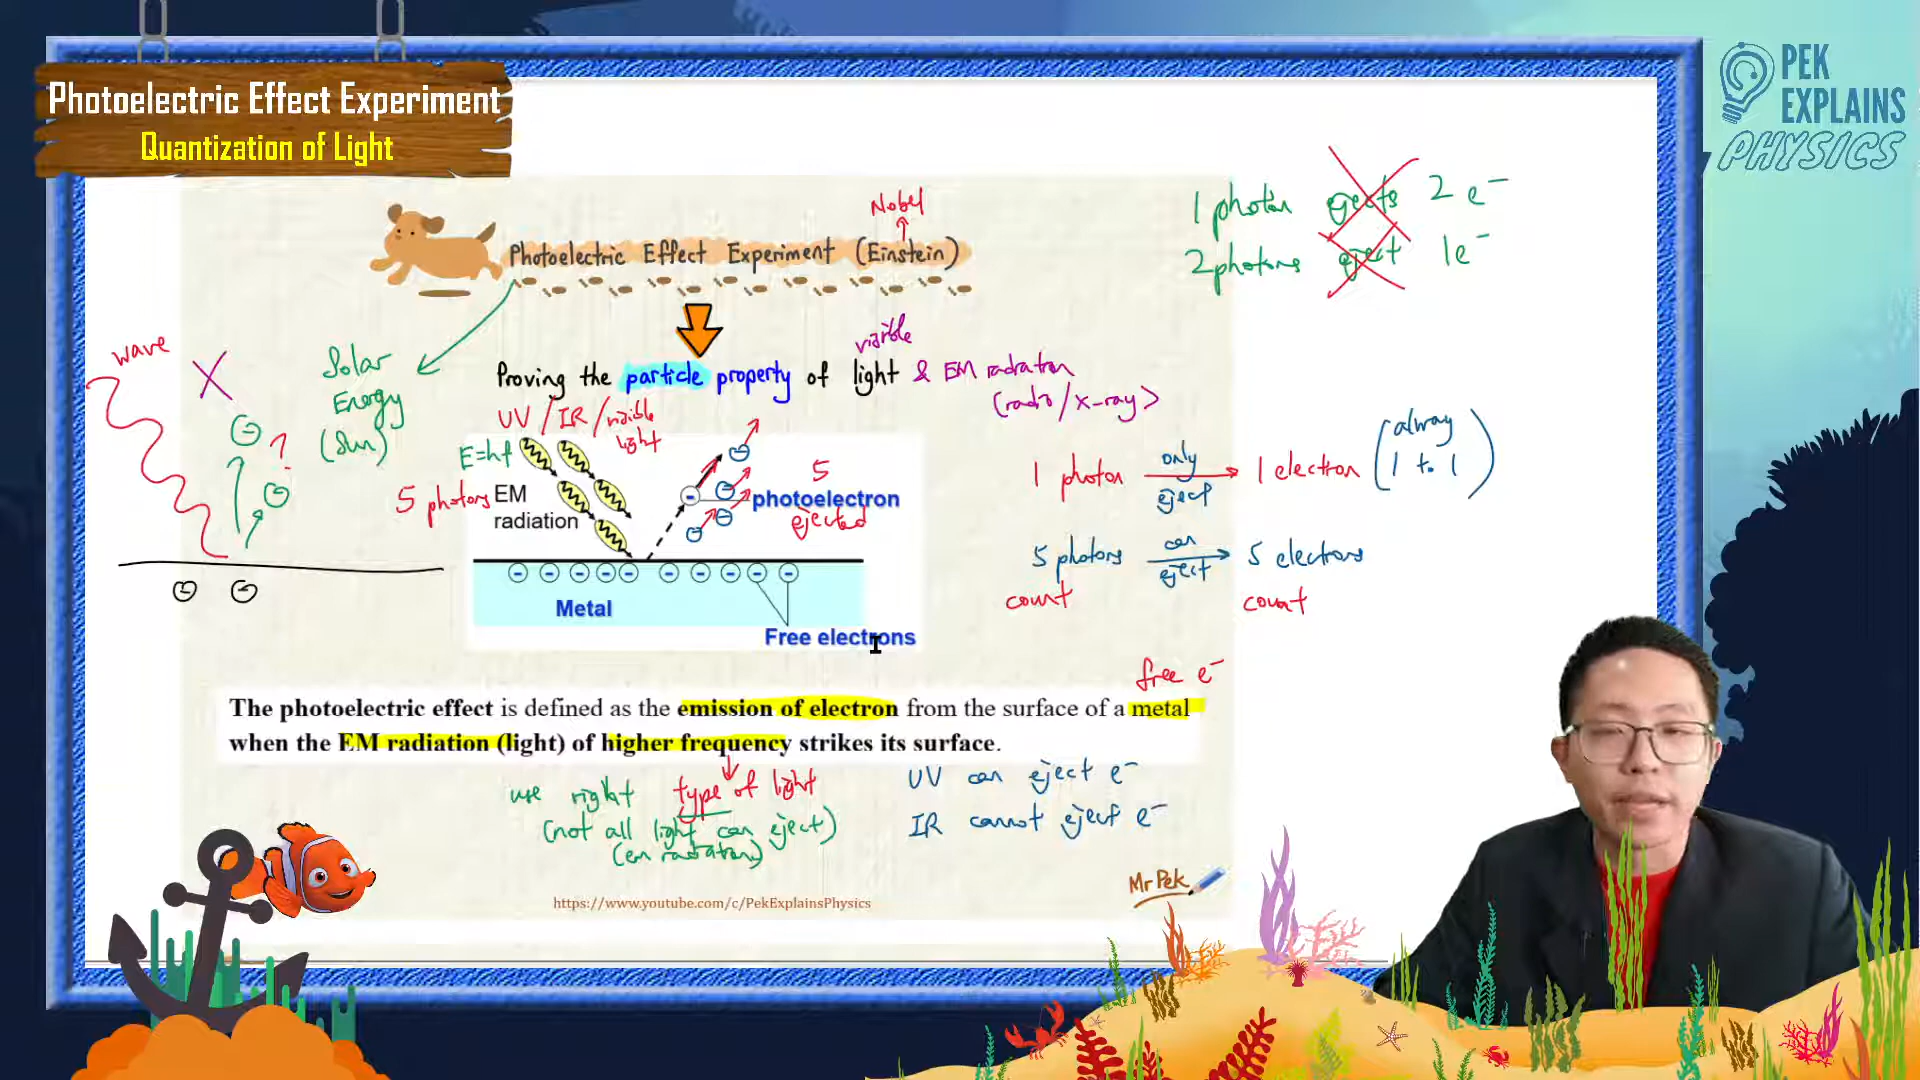 Photoelectric Effect Experiment
Quantization of Light
PEK
EXPLAINS
PHYSICS
Nobel
Photoelectric Effect Experiment (Einstein)
1 photon ejects 2 e⁻
2 photons eject 1e⁻
wave
Solar
Energy
(Sun)
?
visible
Proving the particle property of light & EM radiation
(radio/x-ray)
UV / IR / visible
light
E=hf
5 photons
EM
radiation
5
photoelectron
ejected
Metal
Free electrons
1 photon only eject 1 electron (alway 1 to 1)
5 photons can eject 5 electrons
count count
free e⁻
The photoelectric effect is defined as the emission of electron from the surface of a metal
when the EM radiation (light) of higher frequency strikes its surface.
use right type of light
(not all light can eject)
(em radiation)
UV can eject e⁻
IR cannot eject e⁻
Mr Pek
https://www.youtube.com/c/PekExplainsPhysics